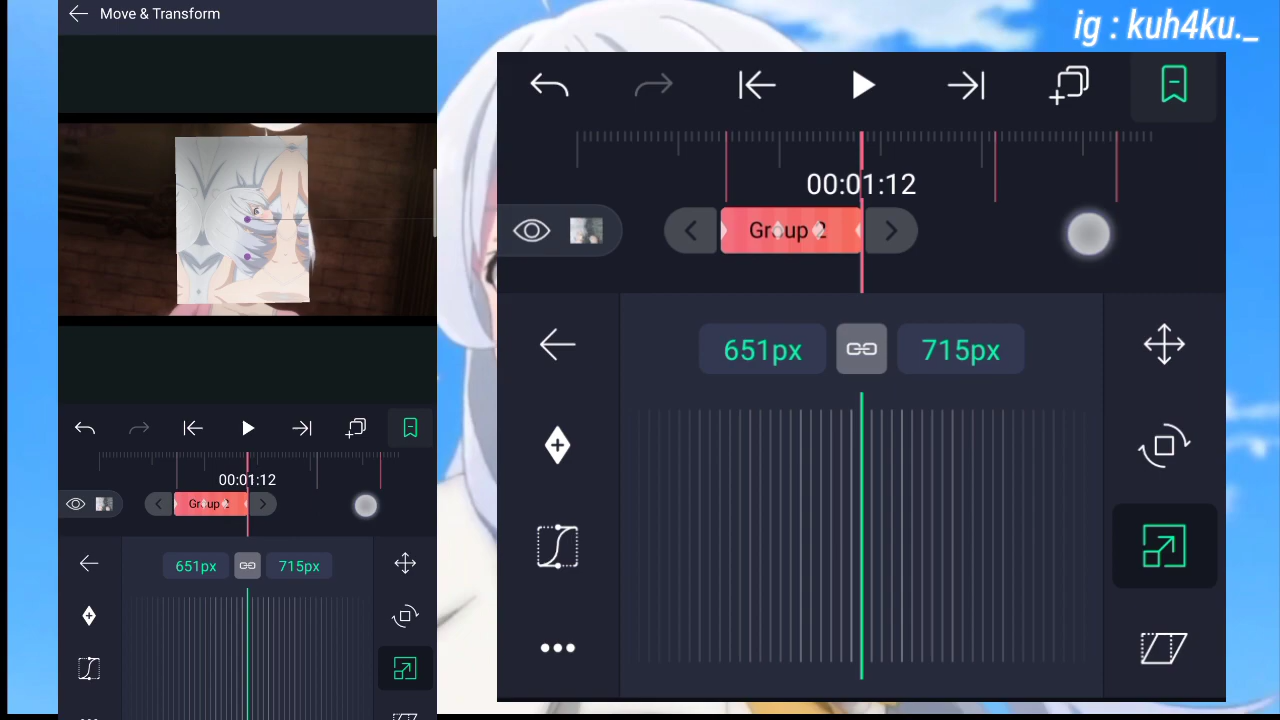 Move & Transform
ig : kuh4ku._
00:01:12
Group 2
651px
715px
00:01:12
Group 2
651px
715px